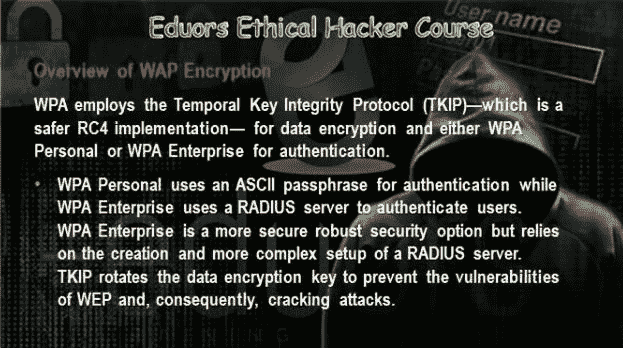 Eduors Ethical Hacker Course
User name
Overview of WAP Encryption
WPA employs the Temporal Key Integrity Protocol (TKIP)—which is a
safer RC4 implementation— for data encryption and either WPA
Personal or WPA Enterprise for authentication.
• WPA Personal uses an ASCII passphrase for authentication while
WPA Enterprise uses a RADIUS server to authenticate users.
WPA Enterprise is a more secure robust security option but relies
on the creation and more complex setup of a RADIUS server.
TKIP rotates the data encryption key to prevent the vulnerabilities
of WEP and, consequently, cracking attacks.